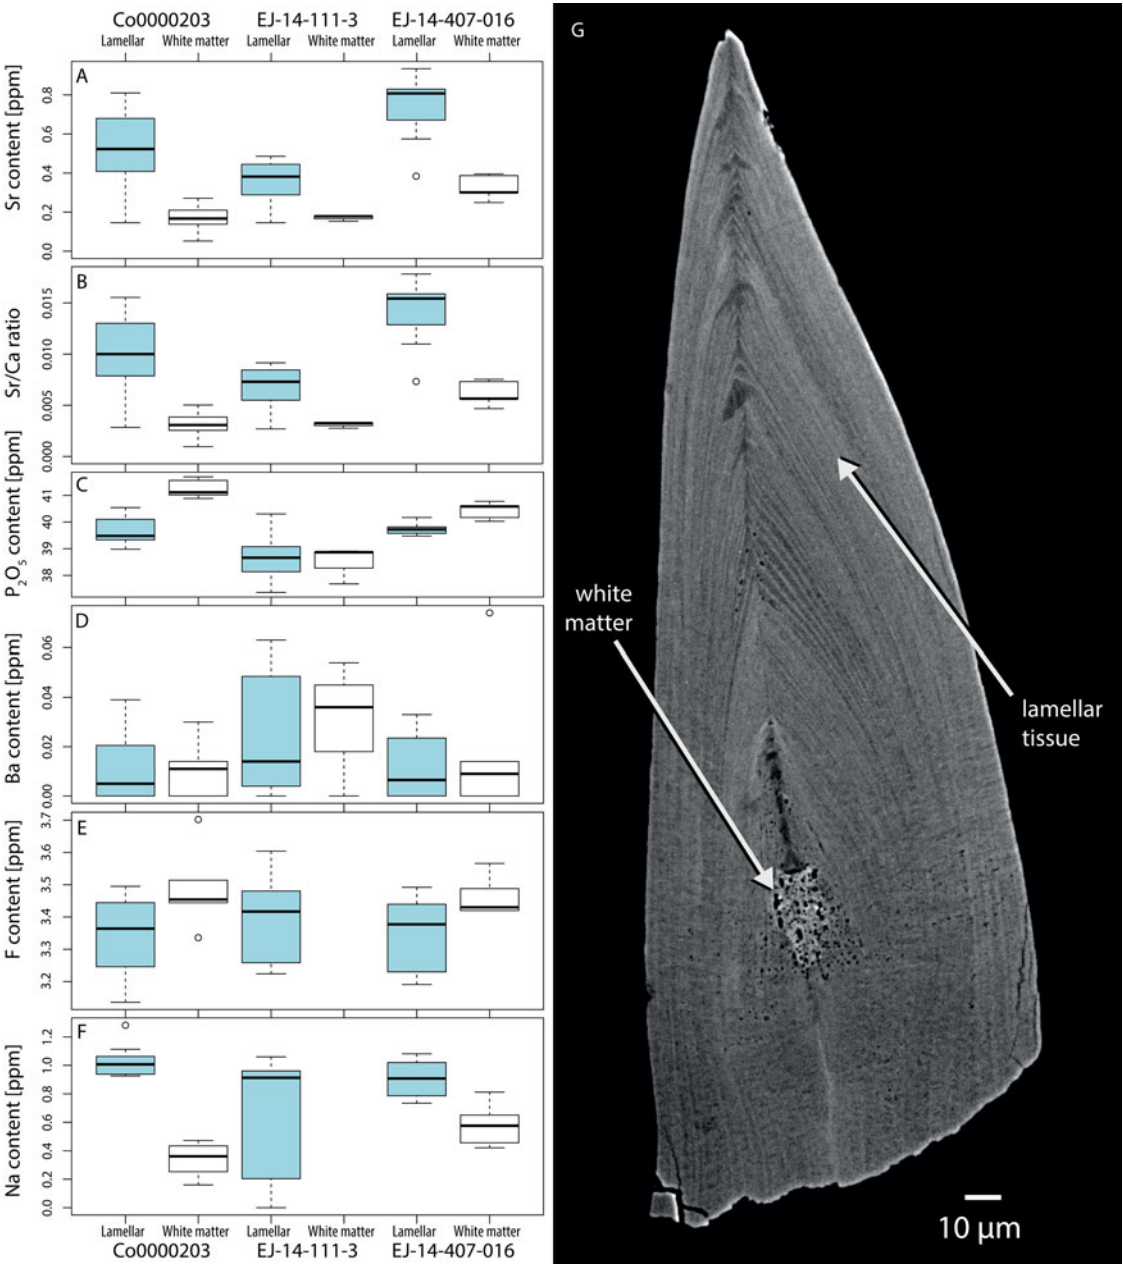 Co0000203 EJ-14-111-3 EJ-14-407-016
Lamellar White matter Lamellar White matter Lamellar White matter
A
Sr content [ppm]
0.8
0.6
0.4
0.2
0.0
B
Sr/Ca ratio
0.015
0.010
0.005
0.000
C
P2O5 content [ppm]
41
40
39
38
D
Ba content [ppm]
0.06
0.04
0.02
0.00
E
F content [ppm]
3.7
3.6
3.5
3.4
3.3
3.2
F
Na content [ppm]
1.2
1.0
0.8
0.6
0.4
0.2
0.0
Lamellar White matter Lamellar White matter Lamellar White matter
Co0000203 EJ-14-111-3 EJ-14-407-016
G
white
matter
lamellar
tissue
10 µm